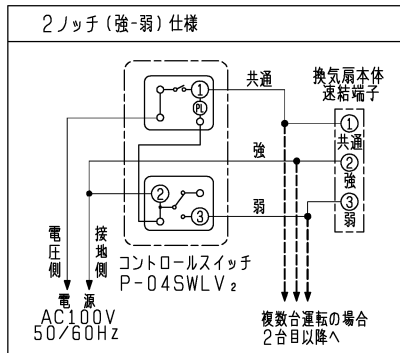 2ノッチ(強-弱)仕様
共通
換気扇本体
速結端子
1
PL
1
共通
強
2
強
2
3
弱
3
弱
電圧側
接地側
コントロールスイッチ
P-04SWLV₂
電 源
AC100V
50/60Hz
複数台運転の場合
2台目以降へ